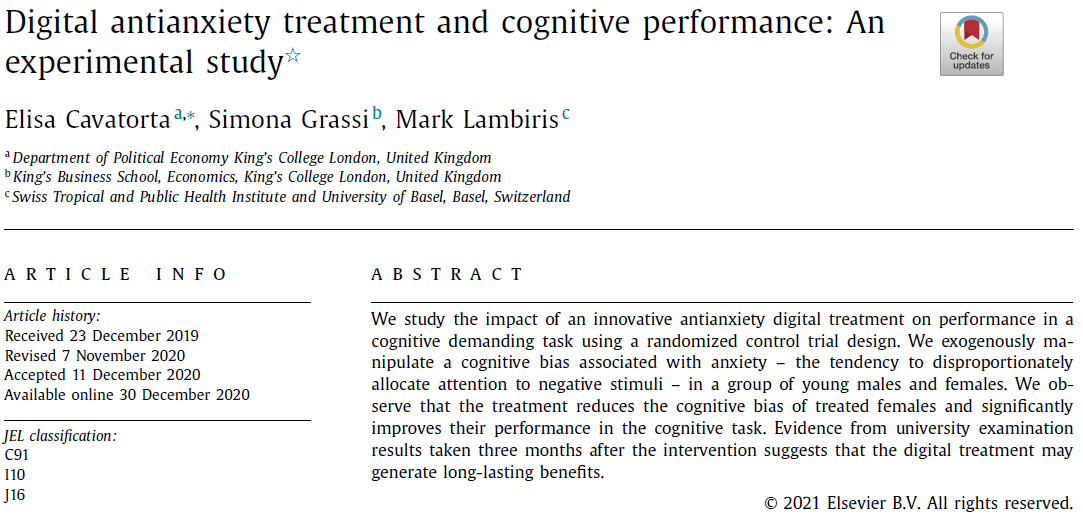 Digital antianxiety treatment and cognitive performance: An
experimental study☆
Check for
updates
Elisa Cavatorta a,*, Simona Grassi b, Mark Lambiris c
a Department of Political Economy King's College London, United Kingdom
b King's Business School, Economics, King's College London, United Kingdom
c Swiss Tropical and Public Health Institute and University of Basel, Basel, Switzerland
ARTICLE INFO
Article history:
Received 23 December 2019
Revised 7 November 2020
Accepted 11 December 2020
Available online 30 December 2020
JEL classification:
C91
I10
J16
ABSTRACT
We study the impact of an innovative antianxiety digital treatment on performance in a
cognitive demanding task using a randomized control trial design. We exogenously ma-
nipulate a cognitive bias associated with anxiety – the tendency to disproportionately
allocate attention to negative stimuli – in a group of young males and females. We ob-
serve that the treatment reduces the cognitive bias of treated females and significantly
improves their performance in the cognitive task. Evidence from university examination
results taken three months after the intervention suggests that the digital treatment may
generate long-lasting benefits.
© 2021 Elsevier B.V. All rights reserved.